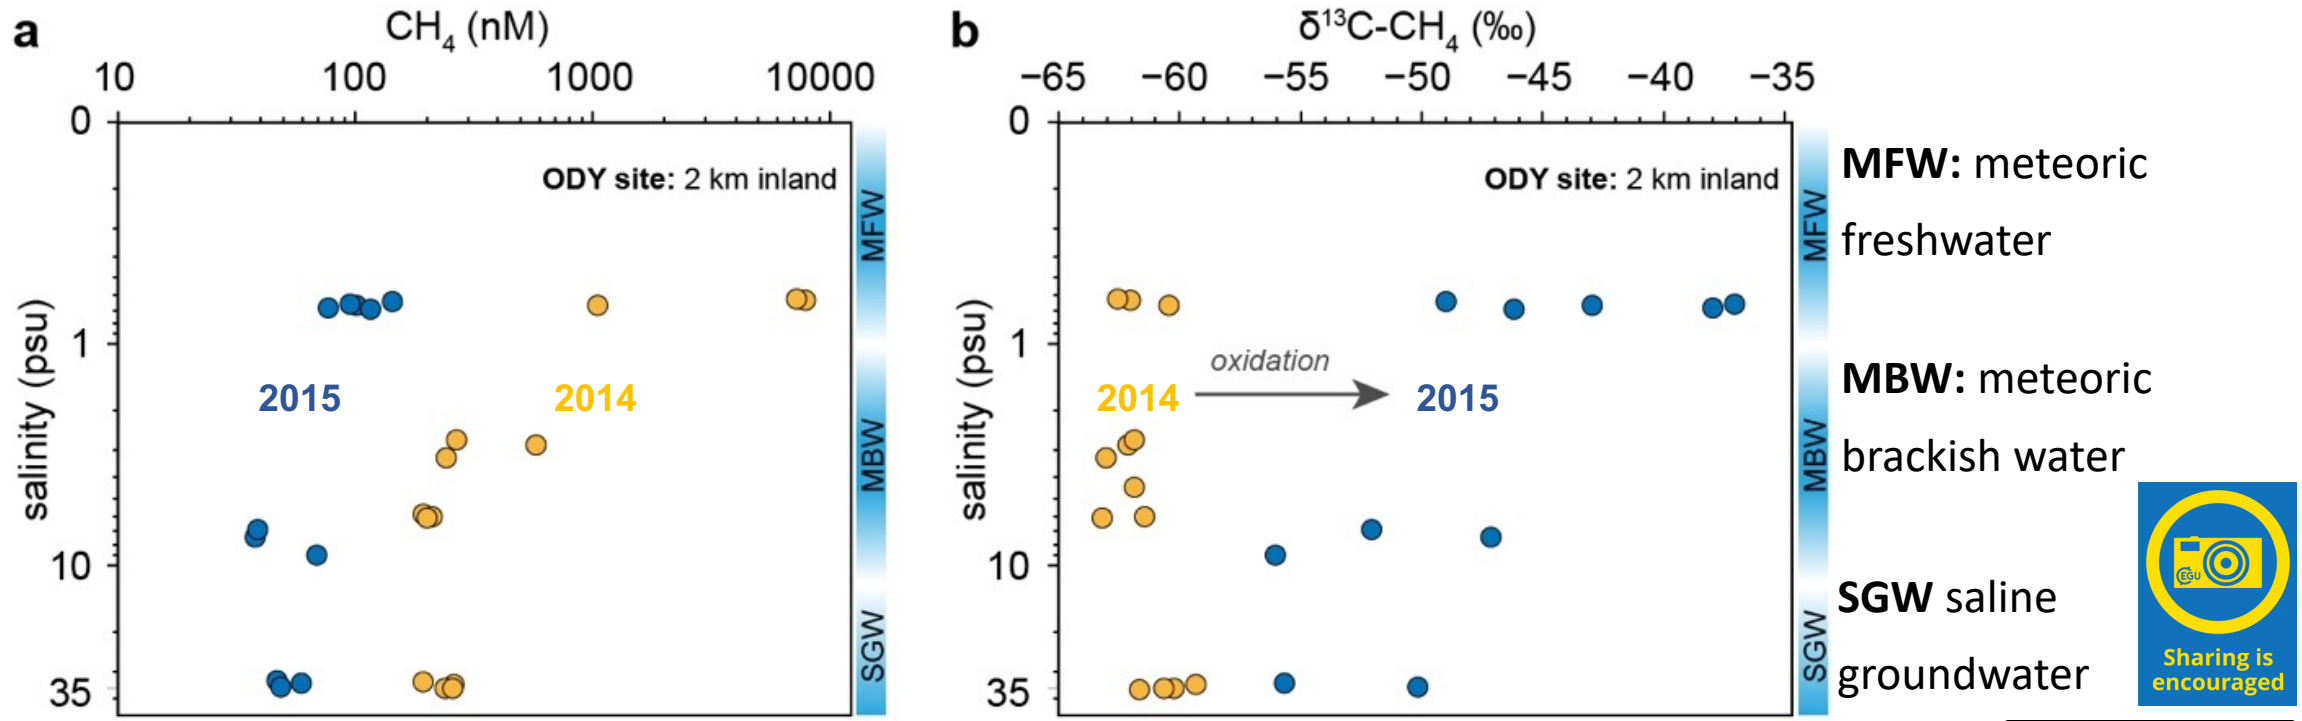 a
CH₄ (nM)
10 100 1000 10000
0
1
10
35
salinity (psu)
ODY site: 2 km inland
2015
2014
MFW
MBW
SGW
b
δ¹³C-CH₄ (‰)
−65 −60 −55 −50 −45 −40 −35
0
1
10
35
salinity (psu)
ODY site: 2 km inland
oxidation
2014
2015
MFW
MBW
SGW
MFW: meteoric
freshwater
MBW: meteoric
brackish water
SGW saline
groundwater
EGU
Sharing is
encouraged